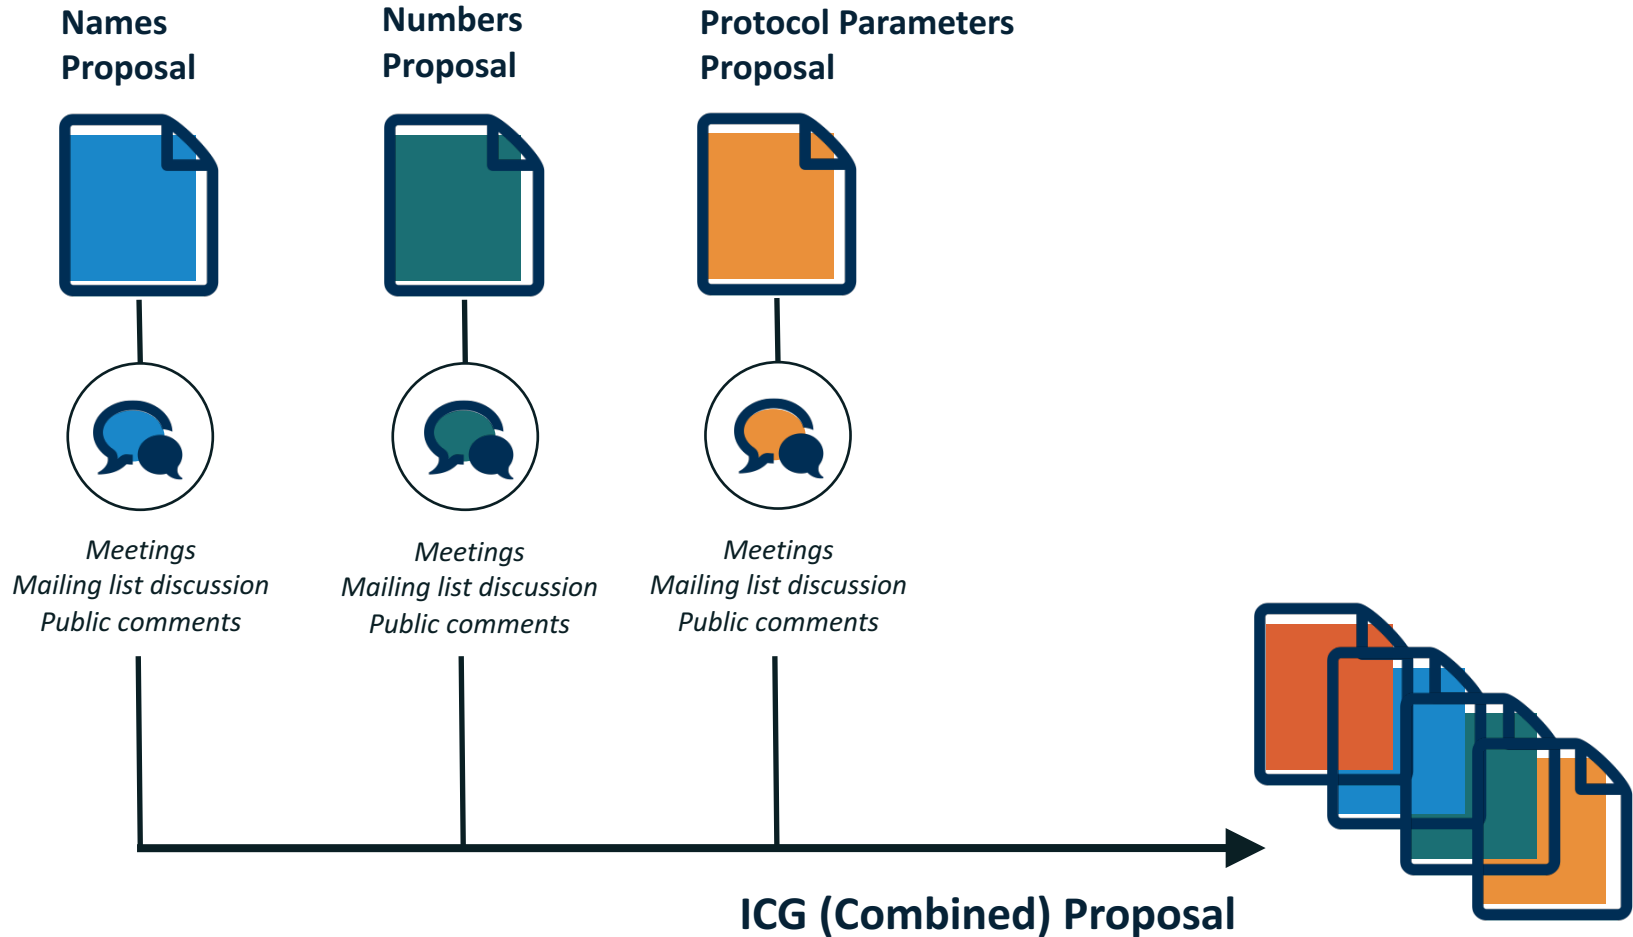 Names
Proposal
Numbers
Proposal
Protocol Parameters
Proposal
Meetings
Mailing list discussion
Public comments
Meetings
Mailing list discussion
Public comments
Meetings
Mailing list discussion
Public comments
ICG (Combined) Proposal